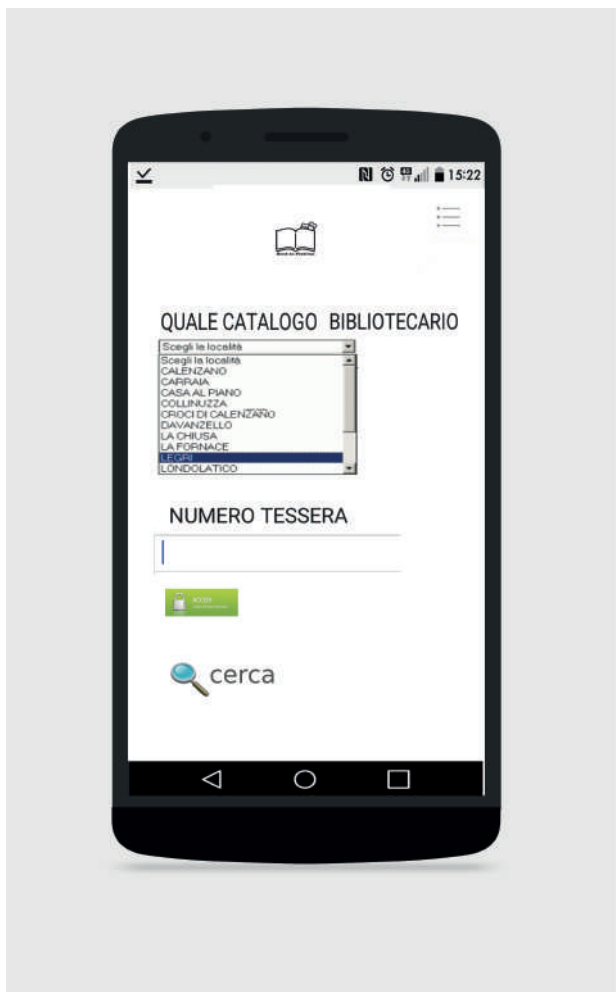 15:22
QUALE CATALOGO BIBLIOTECARIO
Scegli la località
Scegli la località
CALENZANO
CARRAIA
CASA AL PIANO
COLLINUZZA
CROCI DI CALENZANO
DAVANZELLO
LA CHIUSA
LA FORNACE
LEGRI
LONDOLATICO
NUMERO TESSERA
cerca